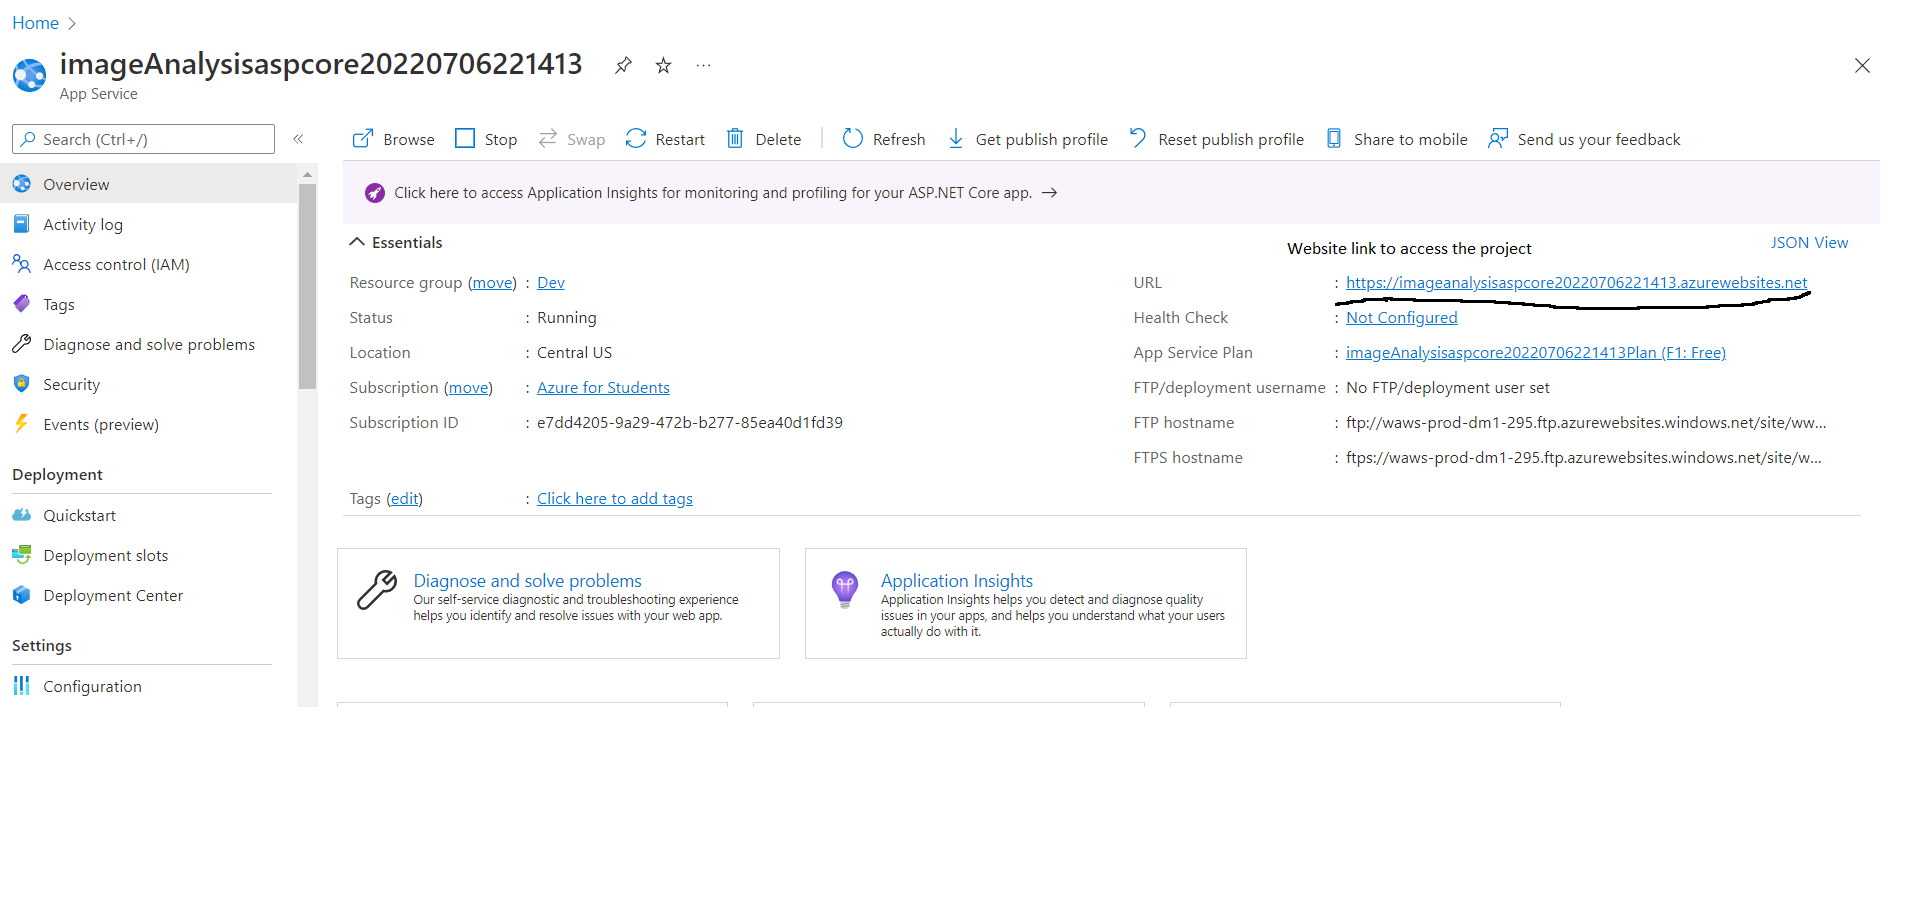 Home
imageAnalysisaspcore20220706221413
App Service
Search (Ctrl+/)
Overview
Activity log
Access control (IAM)
Tags
Diagnose and solve problems
Security
Events (preview)
Deployment
Quickstart
Deployment slots
Deployment Center
Settings
Configuration
Browse Stop Swap Restart Delete Refresh Get publish profile Reset publish profile Share to mobile Send us your feedback
Click here to access Application Insights for monitoring and profiling for your ASP.NET Core app. →
Essentials
Website link to access the project
JSON View
Resource group (move) : Dev
Status : Running
Location : Central US
Subscription (move) : Azure for Students
Subscription ID : e7dd4205-9a29-472b-b277-85ea40d1fd39
URL : https://imageanalysisaspcore20220706221413.azurewebsites.net
Health Check : Not Configured
App Service Plan : imageAnalysisaspcore20220706221413Plan (F1: Free)
FTP/deployment username : No FTP/deployment user set
FTP hostname : ftp://waws-prod-dm1-295.ftp.azurewebsites.windows.net/site/ww...
FTPS hostname : ftps://waws-prod-dm1-295.ftp.azurewebsites.windows.net/site/w...
Tags (edit) : Click here to add tags
Diagnose and solve problems
Our self-service diagnostic and troubleshooting experience
helps you identify and resolve issues with your web app.
Application Insights
Application Insights helps you detect and diagnose quality
issues in your apps, and helps you understand what your users
actually do with it.